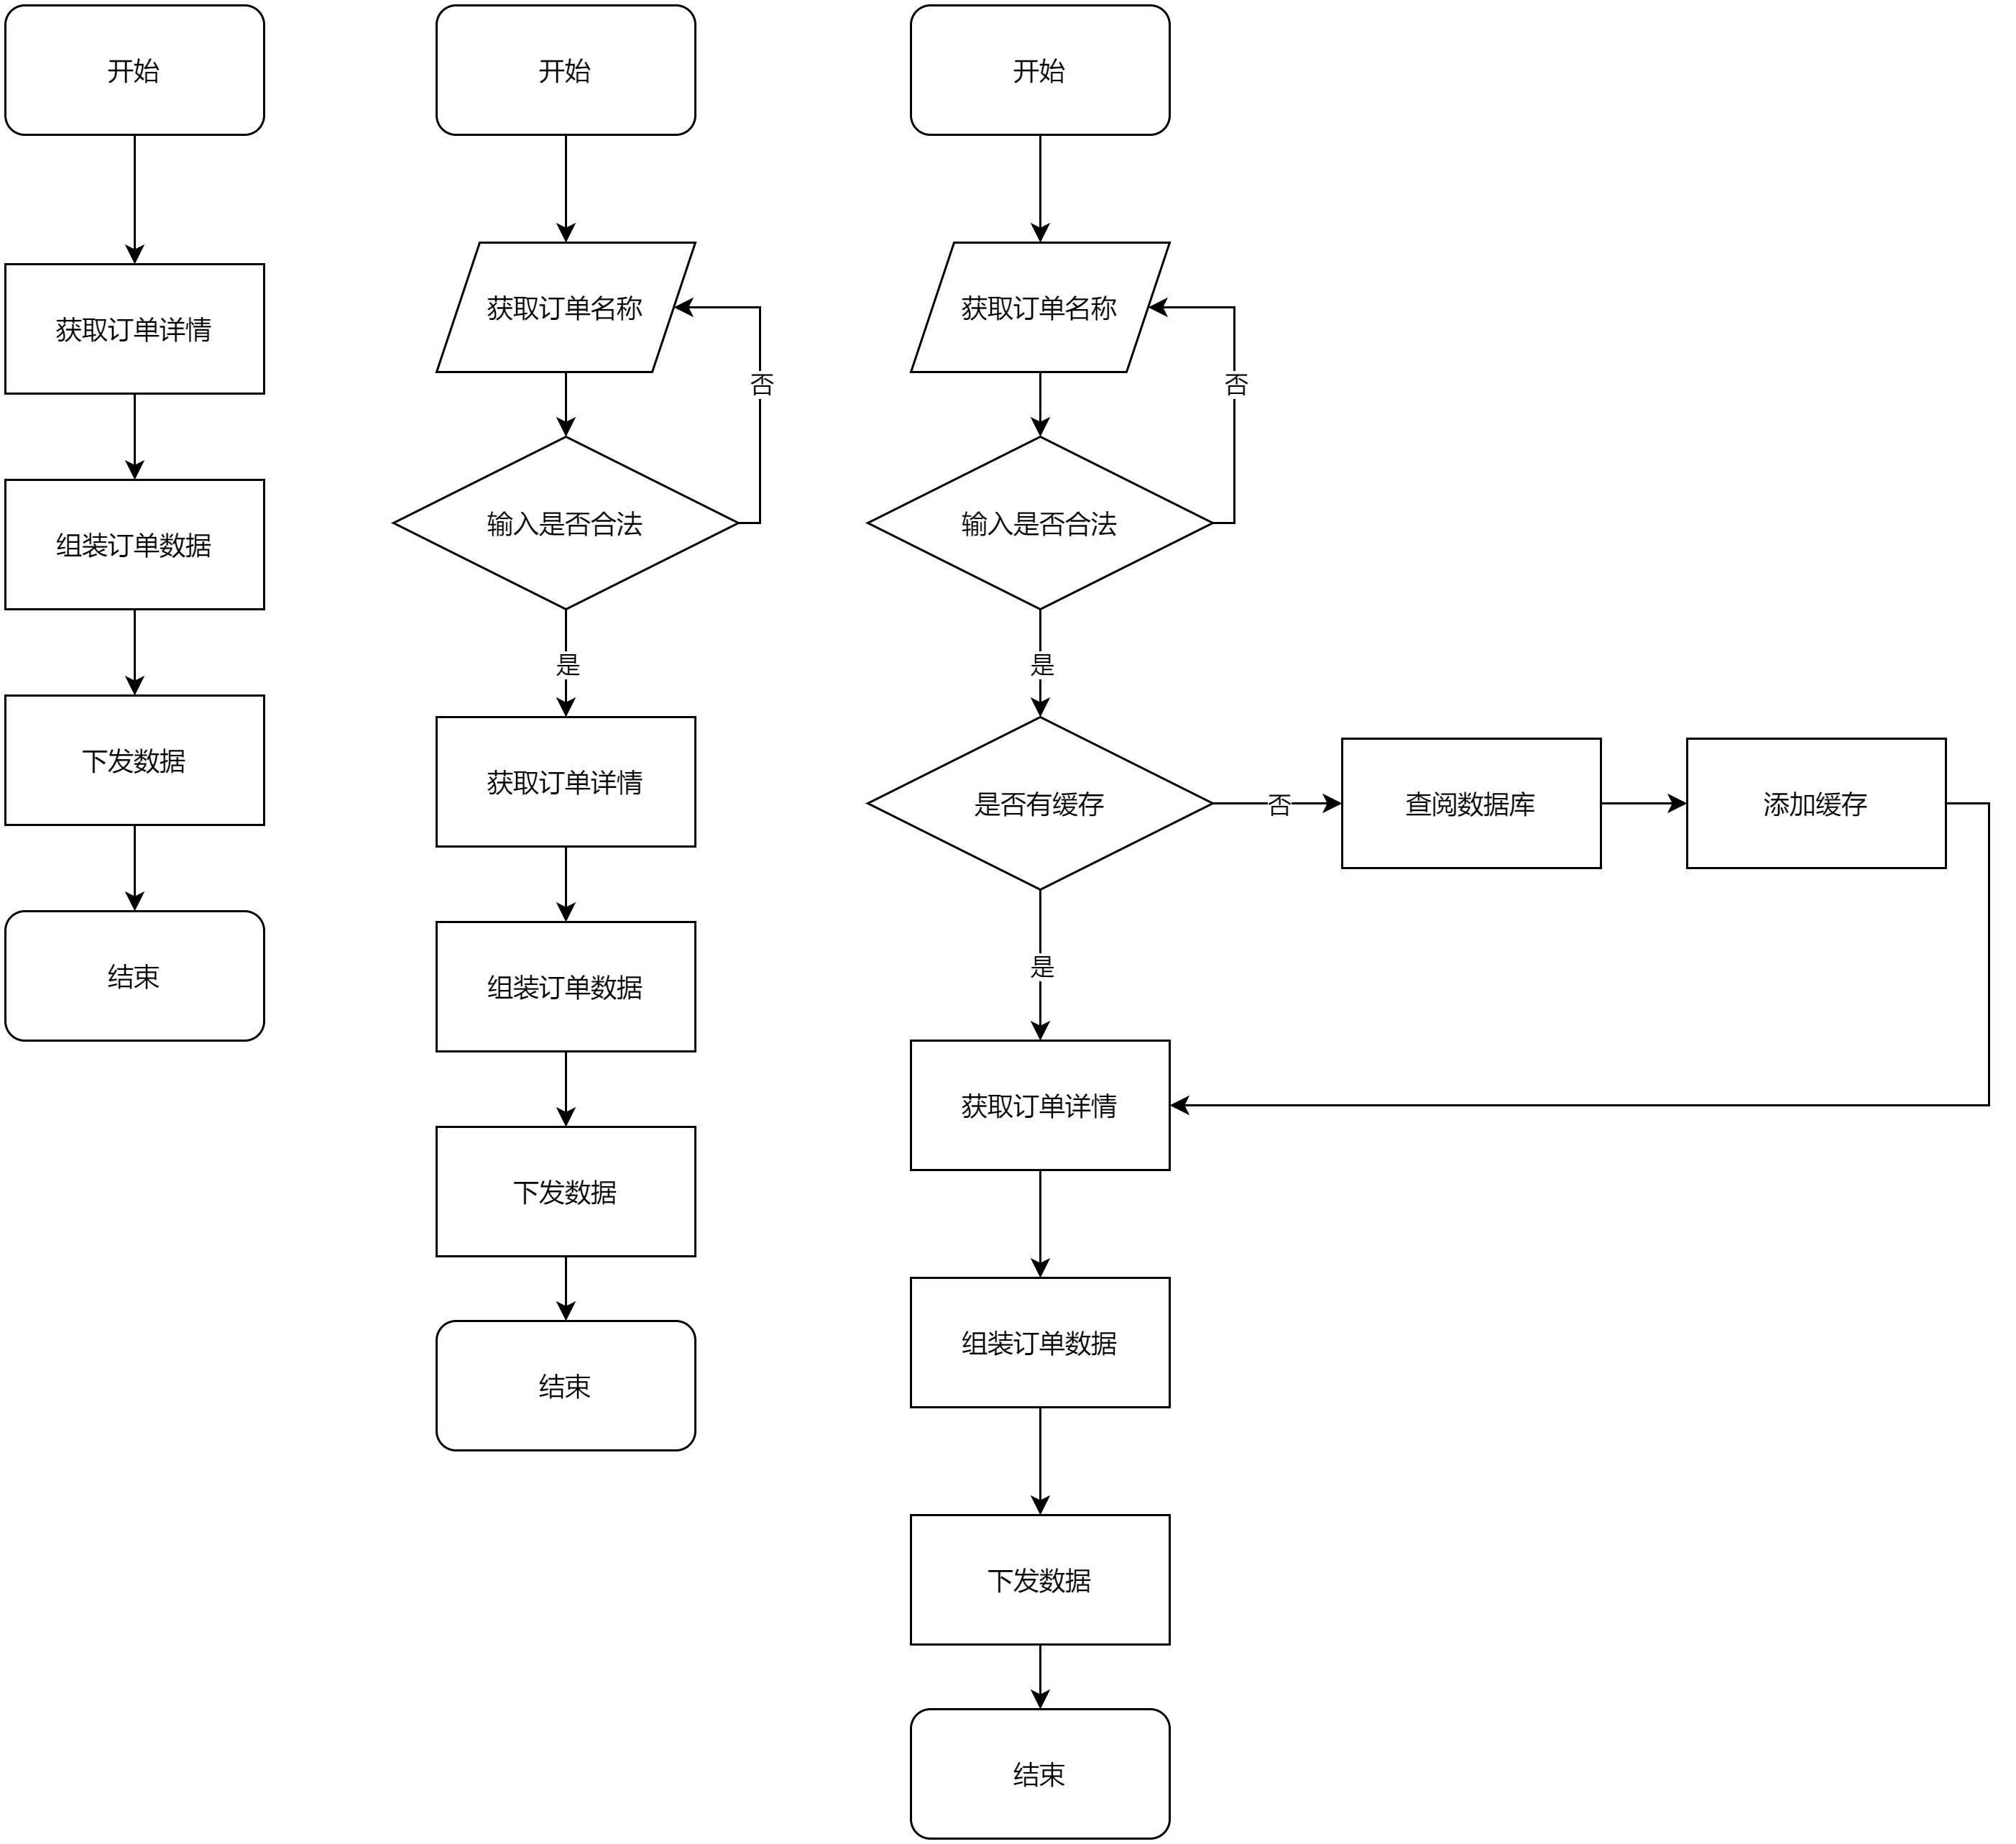 开始
获取订单详情
组装订单数据
下发数据
结束
开始
获取订单名称
否
输入是否合法
是
获取订单详情
组装订单数据
下发数据
结束
开始
获取订单名称
否
输入是否合法
是
是否有缓存
否
查阅数据库
添加缓存
是
获取订单详情
组装订单数据
下发数据
结束